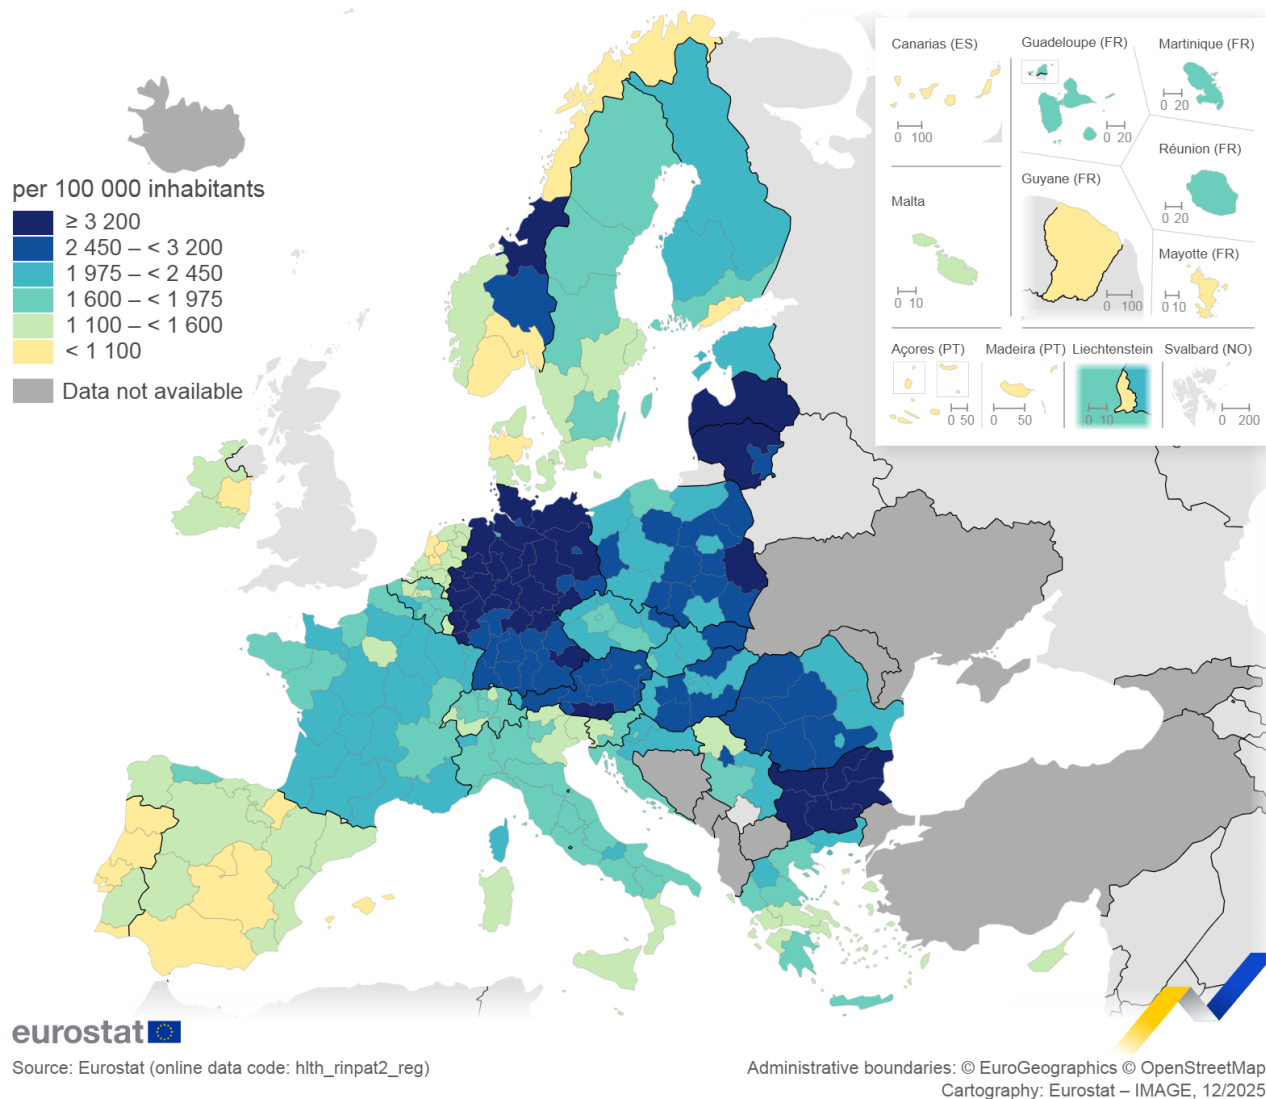 Canarias (ES)
0 100
Guadeloupe (FR)
0 20
Martinique (FR)
0 20
Réunion (FR)
0 20
Guyane (FR)
0 100
Mayotte (FR)
0 10
Malta
0 10
Açores (PT)
0 50
Madeira (PT)
0 50
Liechtenstein
0 10
Svalbard (NO)
0 200
per 100 000 inhabitants
≥ 3 200
2 450 – < 3 200
1 975 – < 2 450
1 600 – < 1 975
1 100 – < 1 600
< 1 100
Data not available
eurostat
Source: Eurostat (online data code: hlth_rinpat2_reg)
Administrative boundaries: © EuroGeographics © OpenStreetMap
Cartography: Eurostat – IMAGE, 12/2025